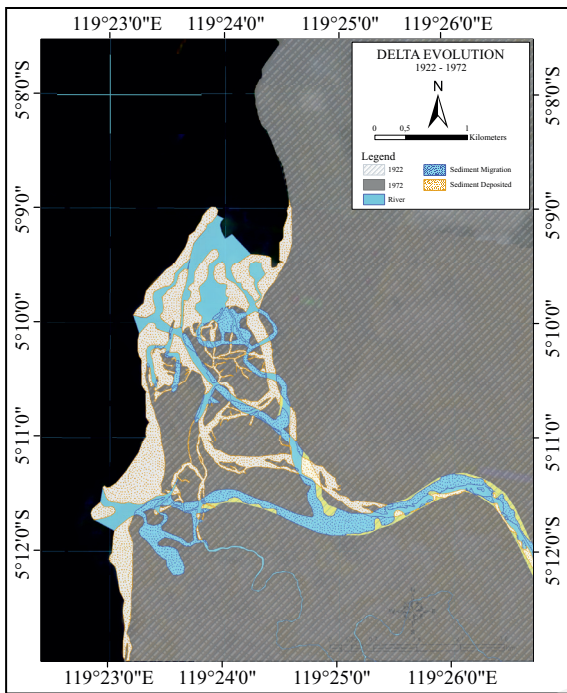 119°23'0"E 119°24'0"E 119°25'0"E 119°26'0"E
DELTA EVOLUTION
1922 - 1972
N
0 0,5 1
Kilometers
Legend
1922
1972
River
Sediment Migration
Sediment Deposited
5°8'0"S 5°8'0"S
5°9'0"S 5°9'0"S
5°10'0"S 5°10'0"S
5°11'0"S 5°11'0"S
5°12'0"S 5°12'0"S
119°23'0"E 119°24'0"E 119°25'0"E 119°26'0"E